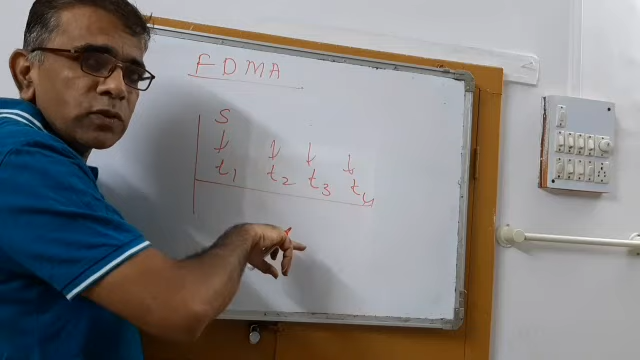 FDMA
S
↓ ↓ ↓ ↓
t1 t2 t3 t4